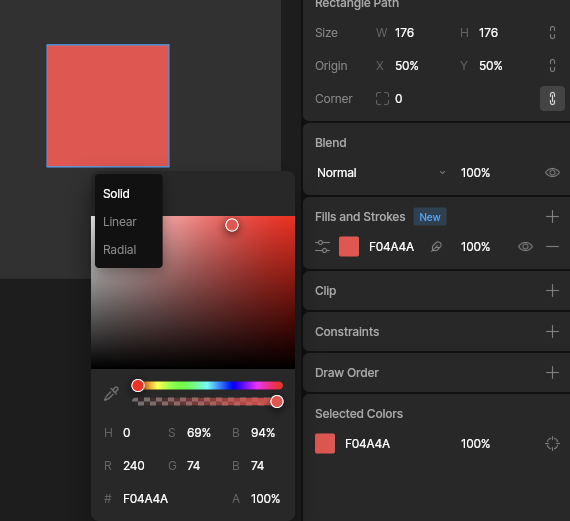 Rectangle Path
Size W 176 H 176
Origin X 50% Y 50%
Corner 0
Blend
Normal 100%
Fills and Strokes New
F04A4A 100%
Clip
Constraints
Draw Order
Selected Colors
F04A4A 100%
Solid
Linear
Radial
H 0 S 69% B 94%
R 240 G 74 B 74
# F04A4A A 100%